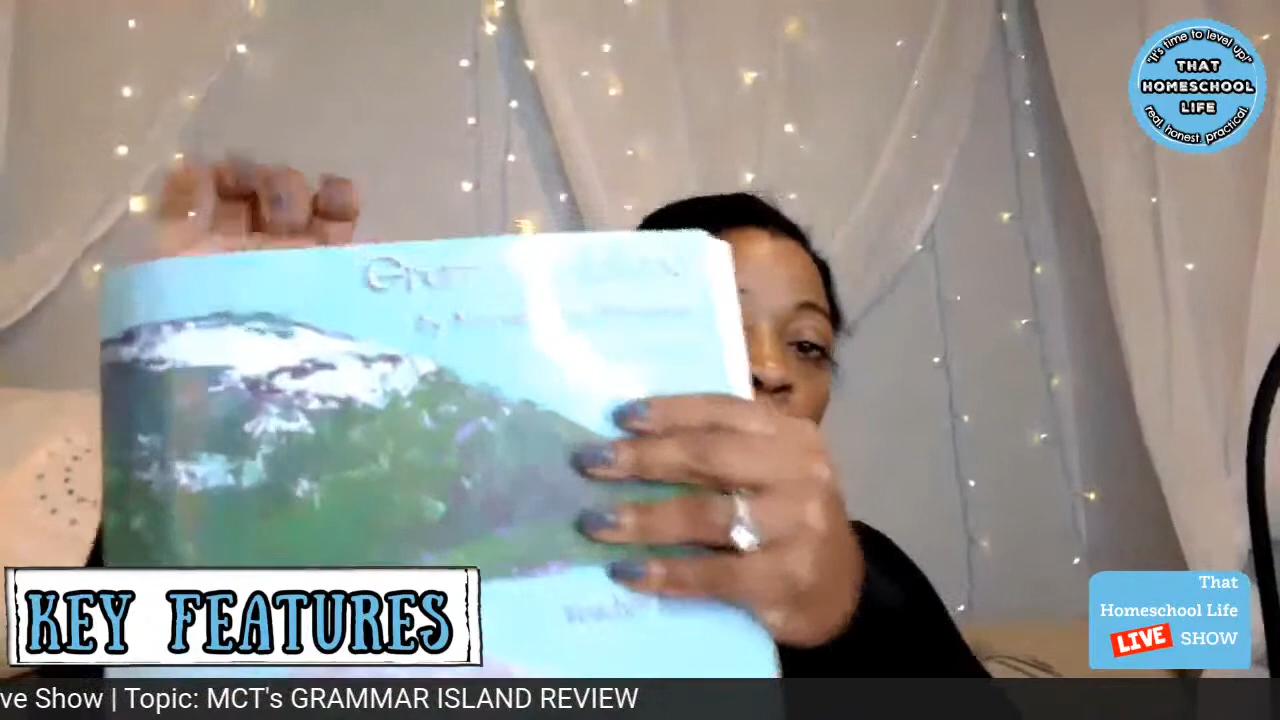 "it's time to level up!"
THAT
HOMESCHOOL
LIFE
real. honest. practical.
KEY FEATURES
That
Homeschool Life
LIVE SHOW
ve Show | Topic: MCT's GRAMMAR ISLAND REVIEW